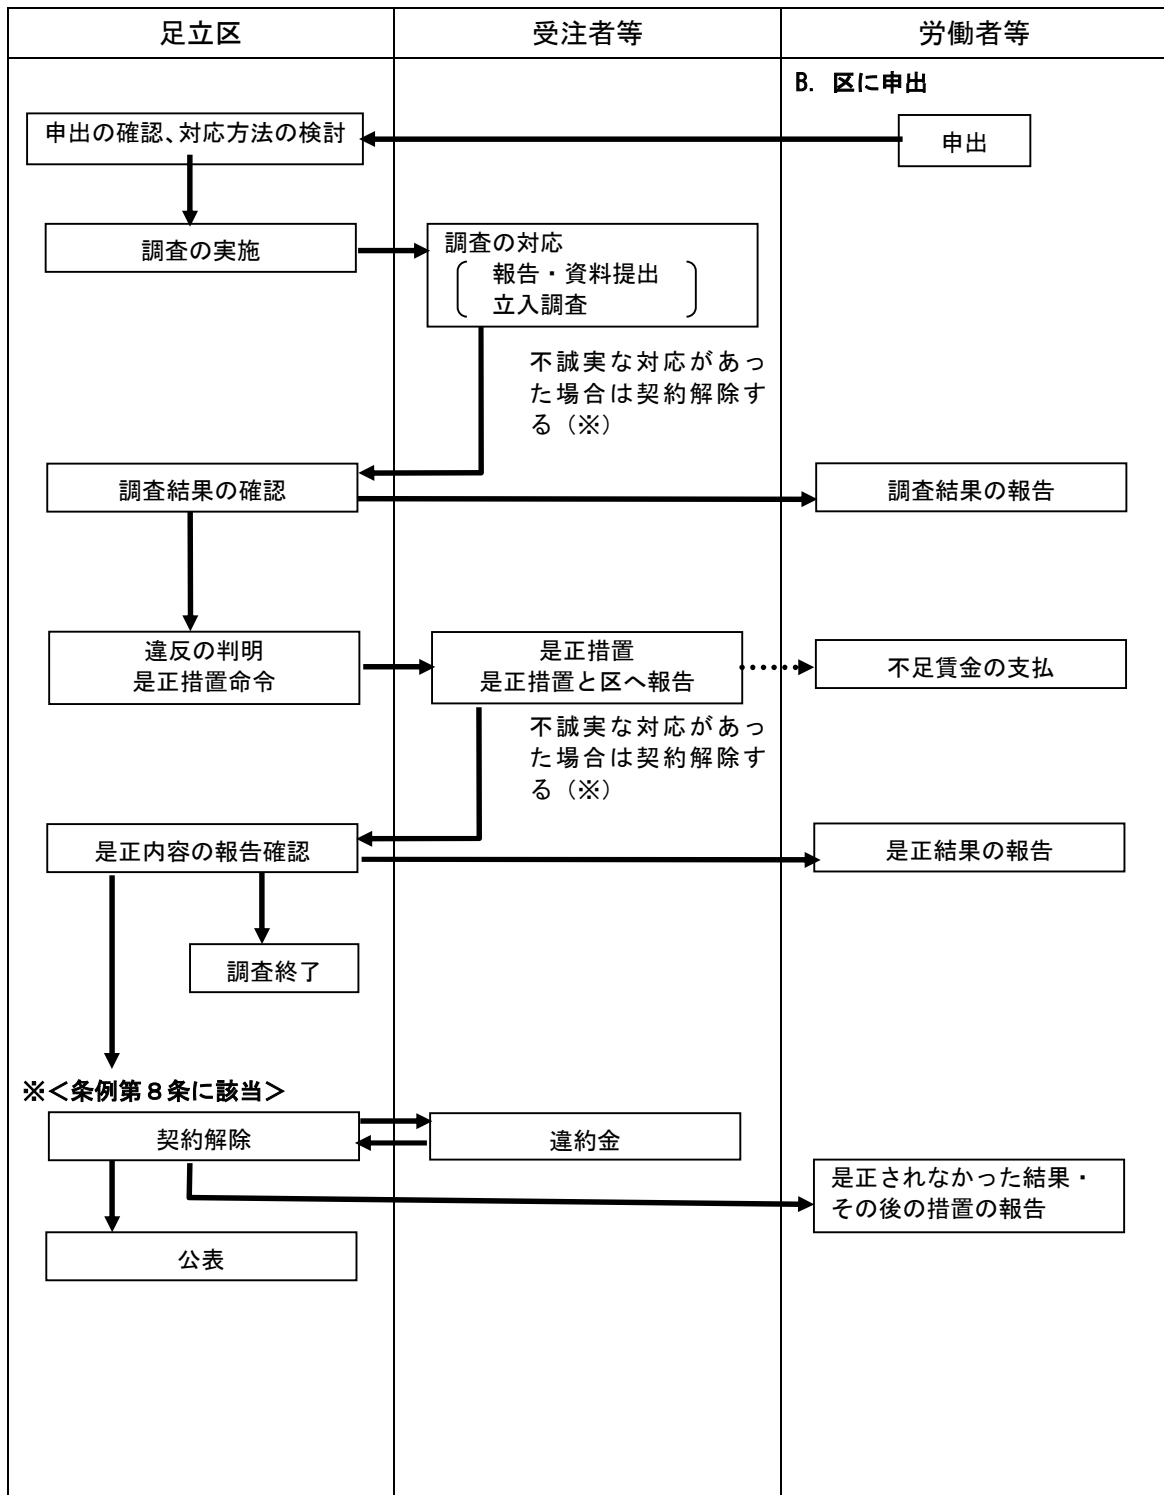 足立区
受注者等
労働者等
B. 区に申出
申出の確認、対応方法の検討
申出
調査の実施
調査の対応
報告・資料提出
立入調査
不誠実な対応があっ
た場合は契約解除す
る（※）
調査結果の確認
調査結果の報告
違反の判明
是正措置命令
是正措置
是正措置と区へ報告
不足賃金の支払
不誠実な対応があっ
た場合は契約解除す
る（※）
是正内容の報告確認
是正結果の報告
調査終了
※＜条例第８条に該当＞
契約解除
違約金
是正されなかった結果・
その後の措置の報告
公表